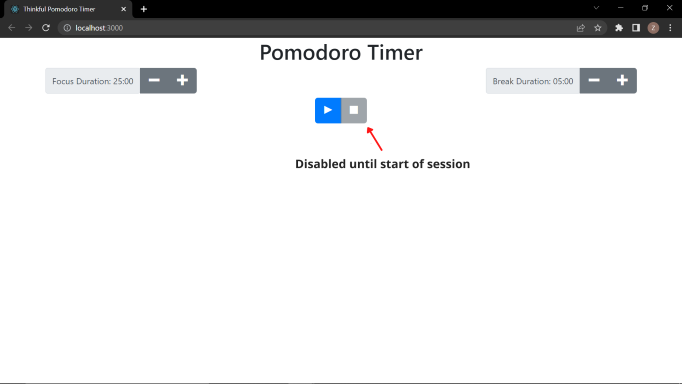 Thinkful Pomodoro Timer
localhost:3000
Z
Pomodoro Timer
Focus Duration: 25:00
Break Duration: 05:00
Disabled until start of session